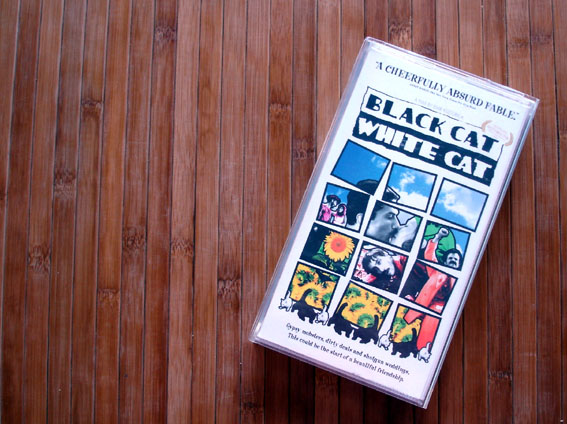 "A CHEERFULLY ABSURD FABLE."
BLACK CAT
WHITE CAT
Gypsy mobsters, dirty deals and shotgun weddings.
This could be the start of a beautiful friendship.